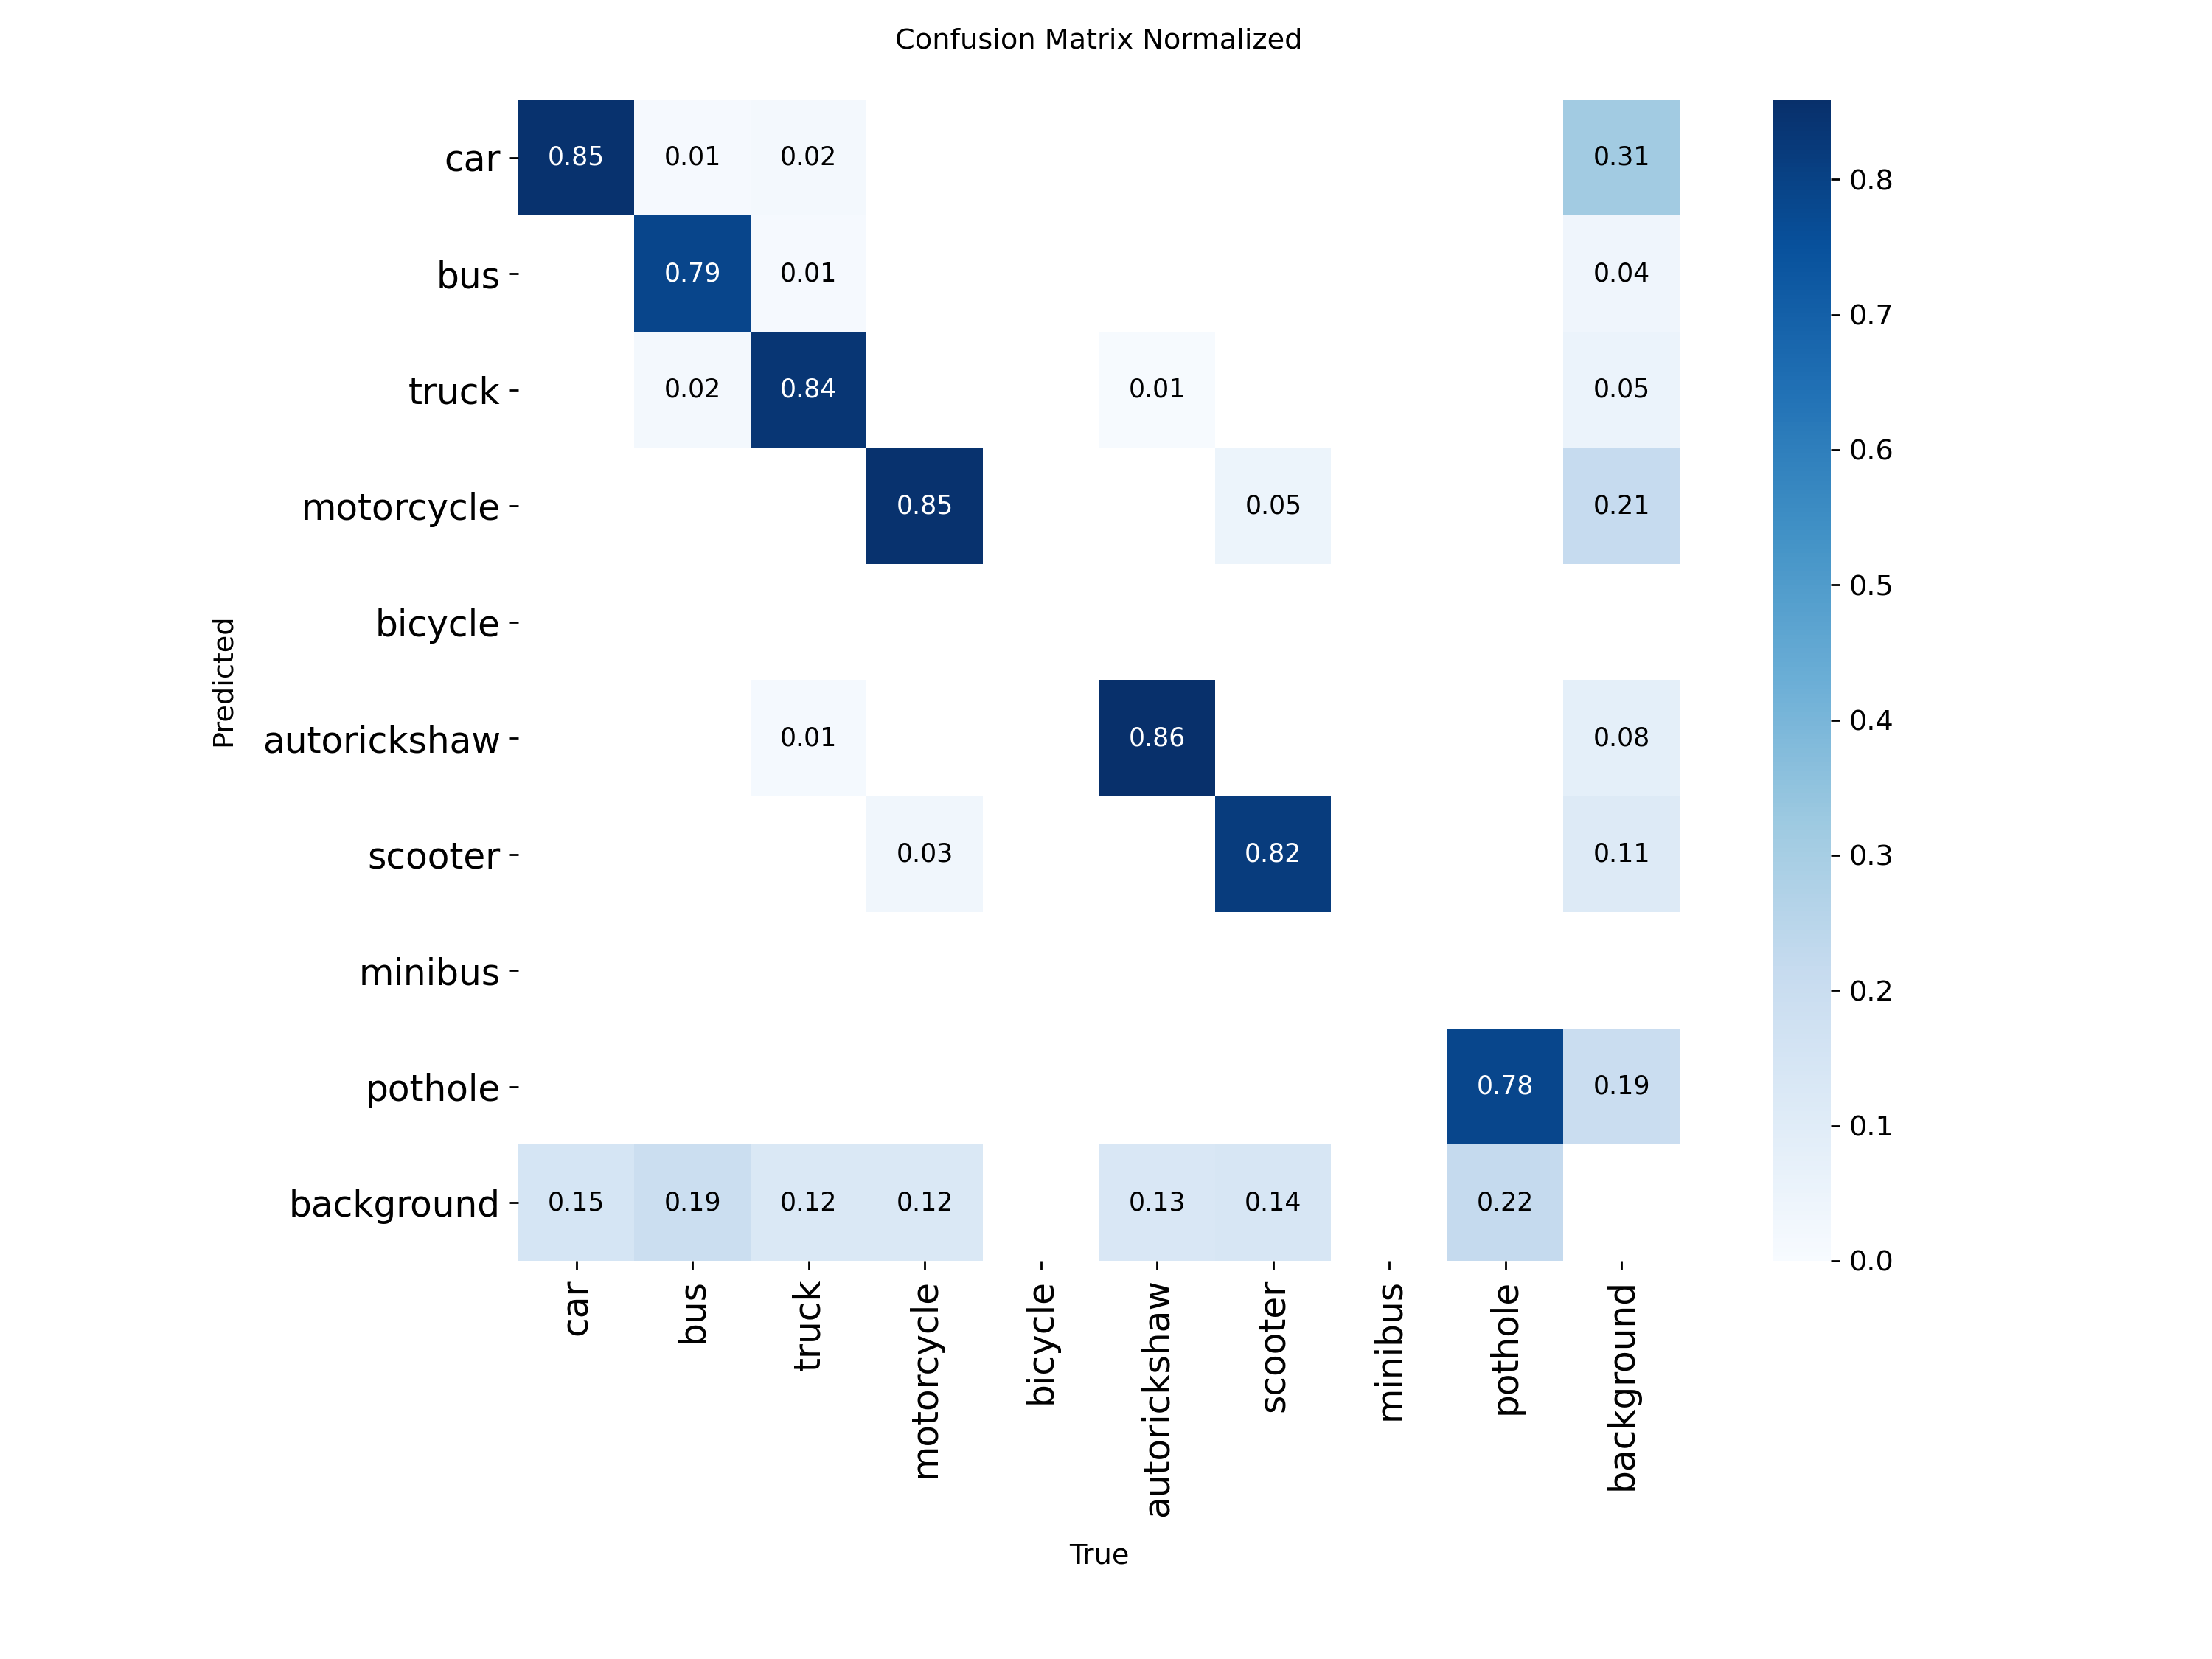 Confusion Matrix Normalized
car 0.85 0.01 0.02 0.31
bus 0.79 0.01 0.04
truck 0.02 0.84 0.01 0.05
motorcycle 0.85 0.05 0.21
bicycle
autorickshaw 0.01 0.86 0.08
scooter 0.03 0.82 0.11
minibus
pothole 0.78 0.19
background 0.15 0.19 0.12 0.12 0.13 0.14 0.22
Predicted
car bus truck motorcycle bicycle autorickshaw scooter minibus pothole background
True
0.8
0.7
0.6
0.5
0.4
0.3
0.2
0.1
0.0